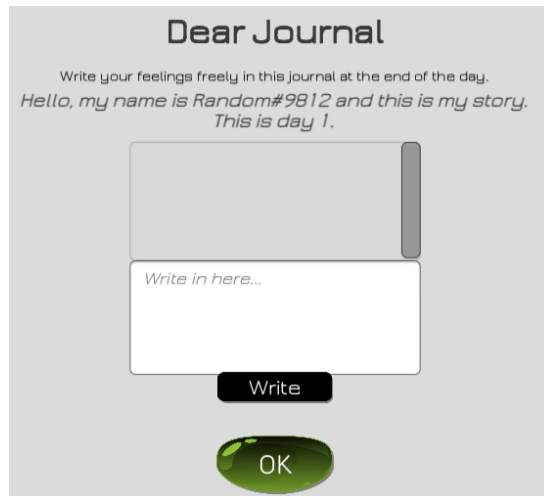 Dear Journal
Write your feelings freely in this journal at the end of the day.
Hello, my name is Random#9812 and this is my story.
This is day 1.
Write in here...
Write
OK